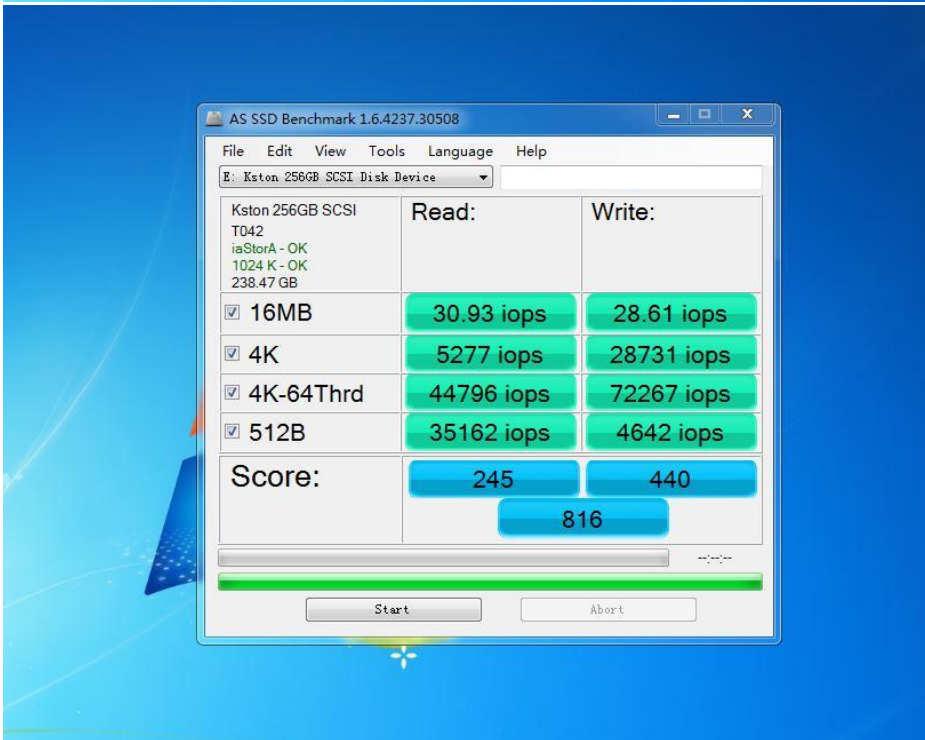 AS SSD Benchmark 1.6.4237.30508
File Edit View Tools Language Help
E: Kston 256GB SCSI Disk Device
Kston 256GB SCSI
T042
iaStorA - OK
1024 K - OK
238.47 GB
Read:
Write:
16MB 30.93 iops 28.61 iops
4K 5277 iops 28731 iops
4K-64Thrd 44796 iops 72267 iops
512B 35162 iops 4642 iops
Score: 245 440
816
--:--:--
Start Abort